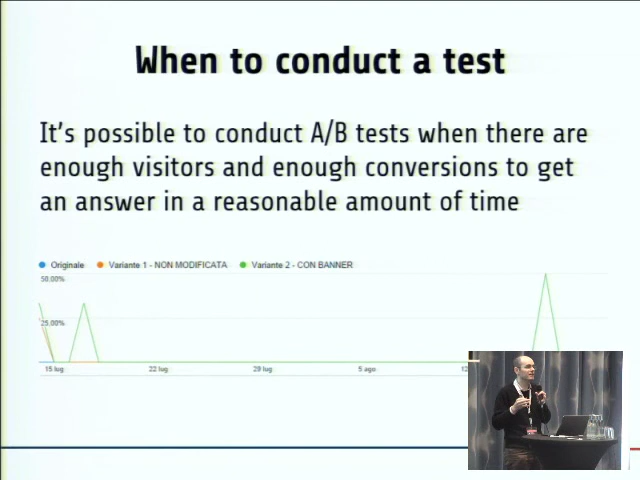 When to conduct a test
It's possible to conduct A/B tests when there are
enough visitors and enough conversions to get
an answer in a reasonable amount of time
Originale Variante 1 - NON MODIFICATA Variante 2 - CON BANNER
50,00%
25,00%
15 lug 22 lug 29 lug 5 ago 12